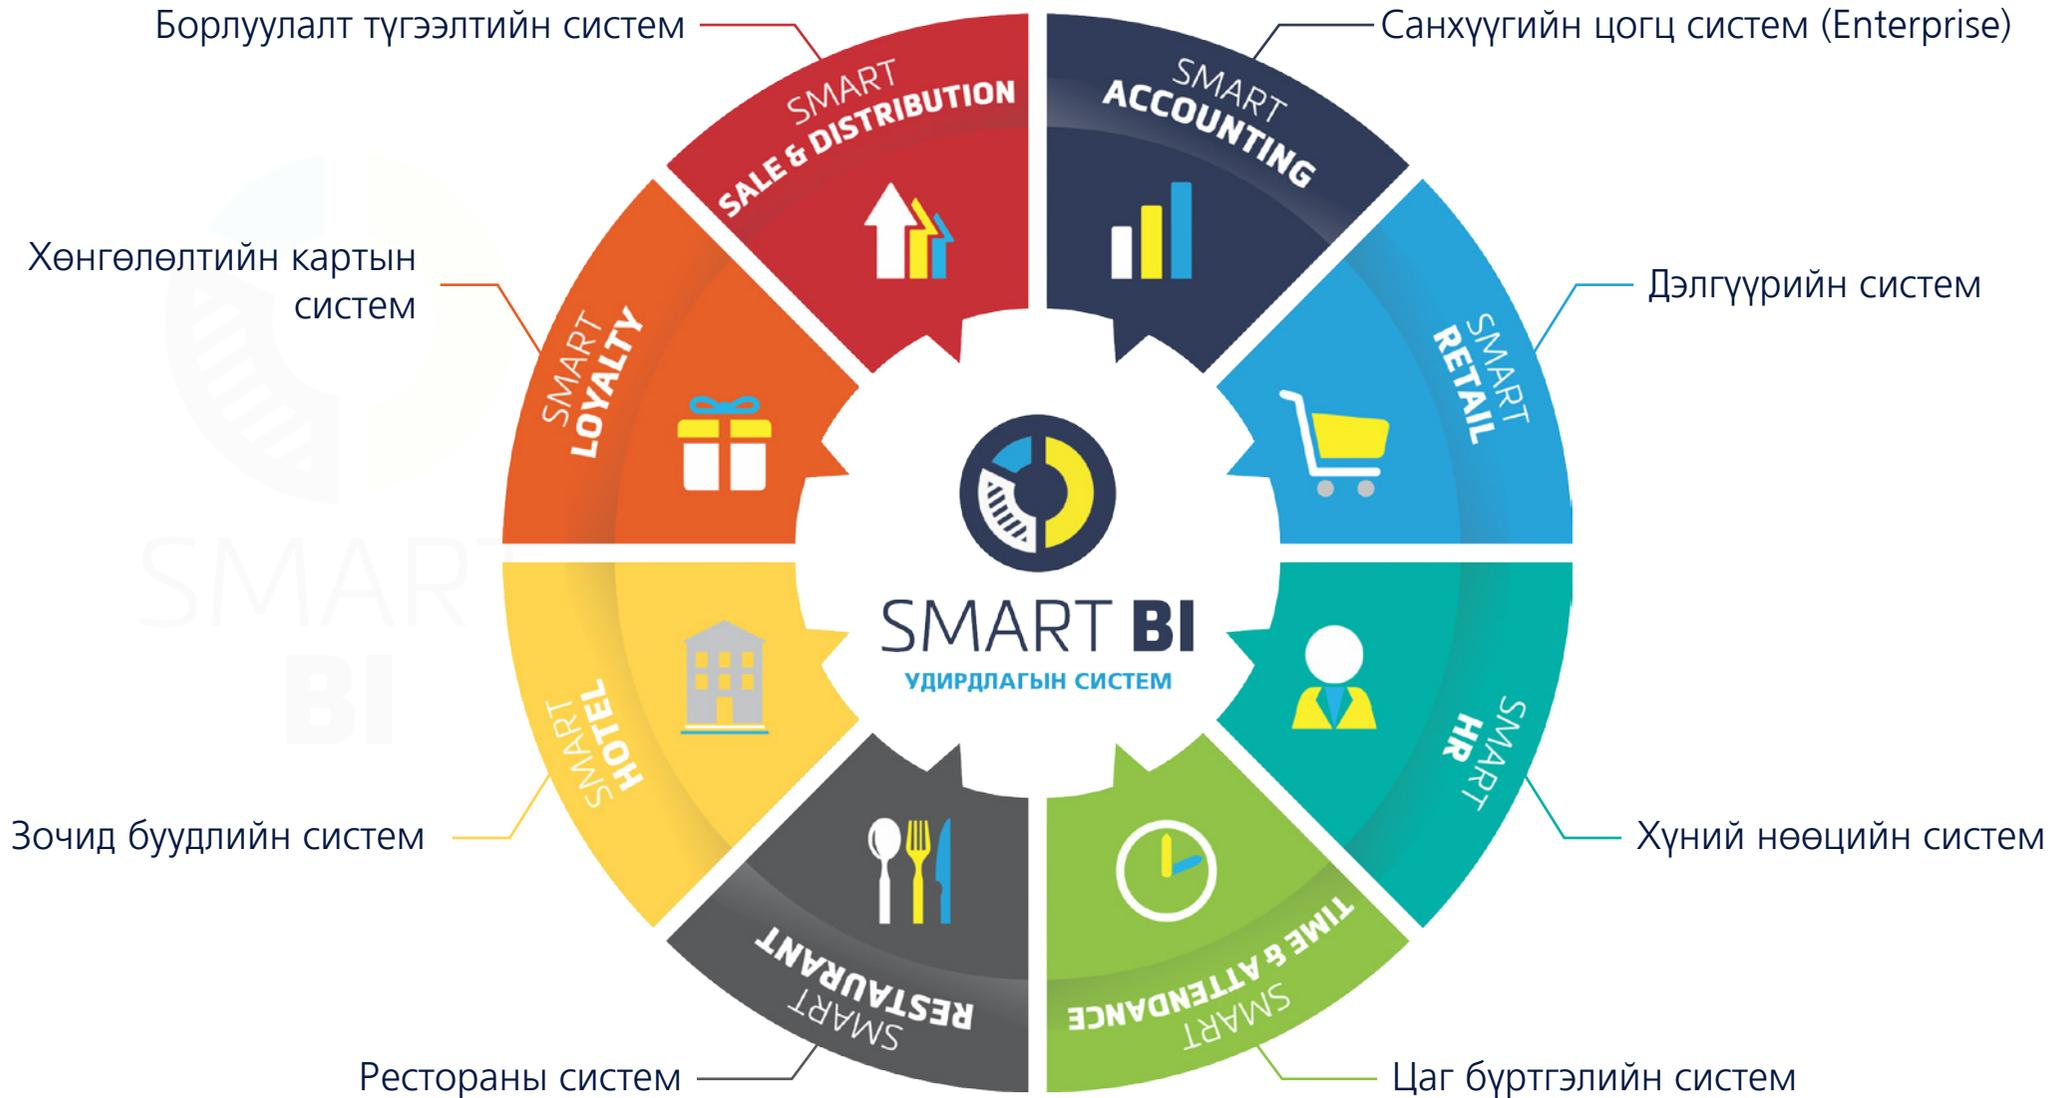 Борлуулалт түгээлтийн систем
Санхүүгийн цогц систем (Enterprise)
SMART
SALE & DISTRIBUTION
SMART
ACCOUNTING
Хөнгөлөлтийн картын
систем
Дэлгүүрийн систем
SMART
LOYALTY
SMART
RETAIL
SMART BI
УДИРДЛАГЫН СИСТЕМ
SMART
BI
SMART
HOTEL
SMART
HR
Зочид буудлийн систем
Хүний нөөцийн систем
SMART
RESTAURANT
SMART
TIME & ATTENDANCE
Рестораны систем
Цаг бүртгэлийн систем